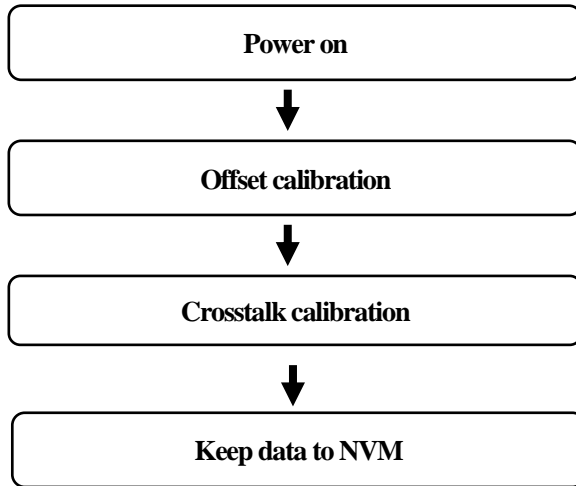 Power on
Offset calibration
Crosstalk calibration
Keep data to NVM